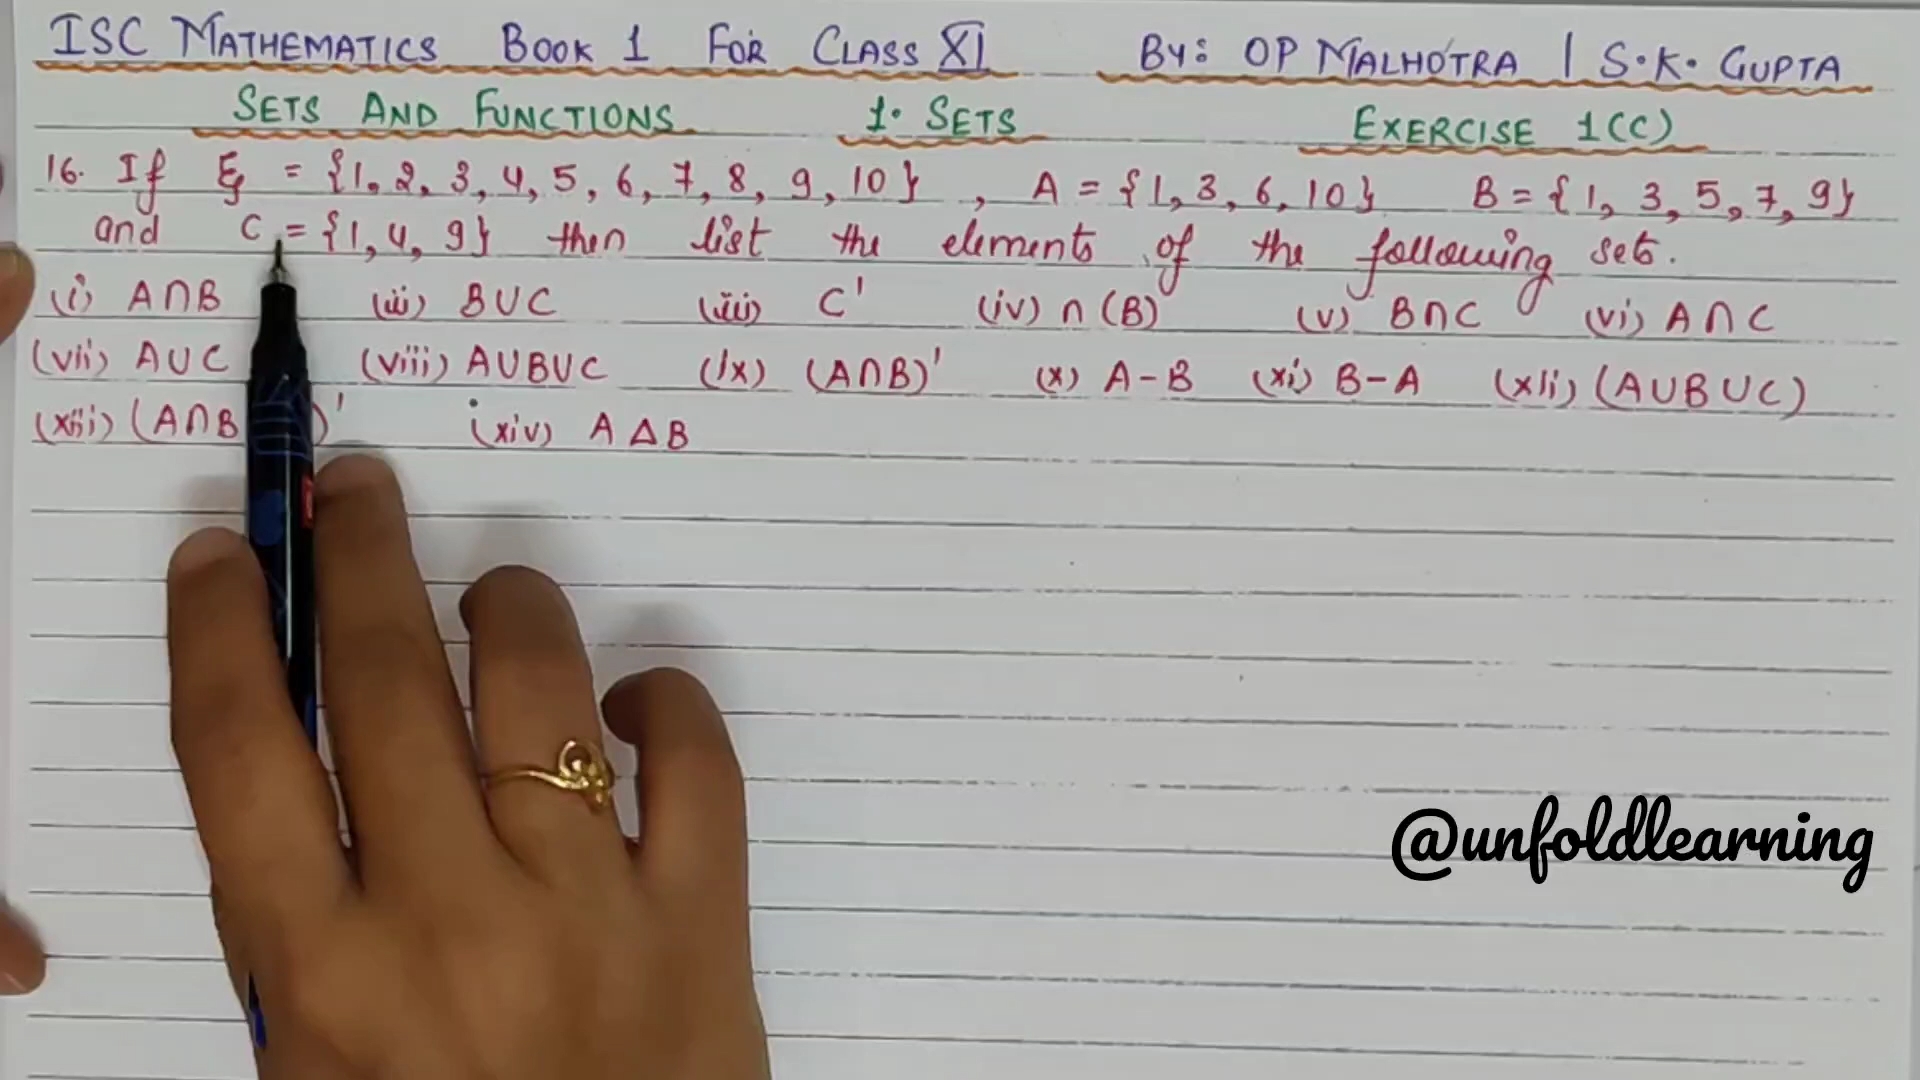 ISC MATHEMATICS BOOK 1 FOR CLASS XI BY: OP MALHOTRA | S.K. GUPTA
SETS AND FUNCTIONS 1. SETS EXERCISE 1(C)
16. If ξ = {1, 2, 3, 4, 5, 6, 7, 8, 9, 10} , A = {1, 3, 6, 10} B = {1, 3, 5, 7, 9}
and C = {1, 4, 9} then list the elements of the following sets.
(i) A∩B (ii) B∪C (iii) C' (iv) n(B) (v) B∩C (vi) A∩C
(vii) A∪C (viii) A∪B∪C (ix) (A∩B)' (x) A-B (xi) B-A (xii) (A∪B∪C)
(xiii) (A∩B )' (xiv) A Δ B
@unfoldlearning